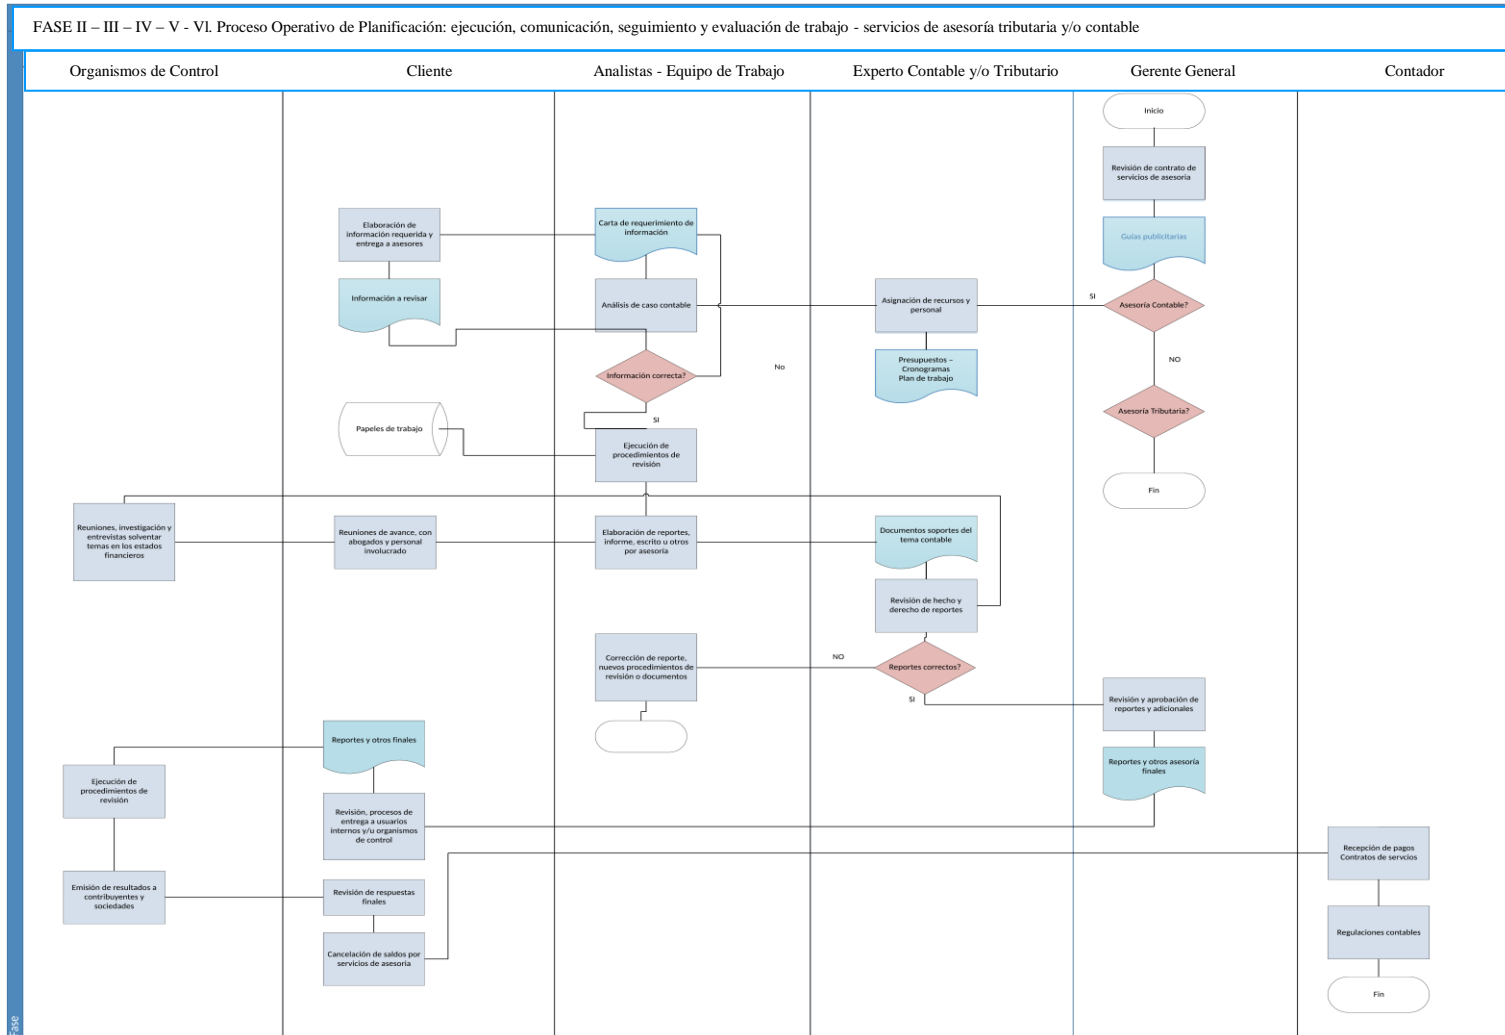 FASE II – III – IV – V - VI. Proceso Operativo de Planificación: ejecución, comunicación, seguimiento y evaluación de trabajo - servicios de asesoría tributaria y/o contable
Organismos de Control
Cliente
Analistas - Equipo de Trabajo
Experto Contable y/o Tributario
Gerente General
Contador
Inicio
Revisión de contrato de
servicios de asesoria
Guías publicitarias
Elaboración de
información requerida y
entrega a asesores
Carta de requerimiento de
información
Información a revisar
Análisis de caso contable
Asignación de recursos y
personal
SI
Asesoría Contable?
NO
Información correcta?
No
Presupuestos –
Cronogramas
Plan de trabajo
Asesoría Tributaria?
SI
Papeles de trabajo
Ejecución de
procedimientos de
revisión
Fin
Reuniones, investigación y
entrevistas solventar
temas en los estados
financieros
Reuniones de avance, con
abogados y personal
involucrado
Elaboración de reportes,
informe, escrito u otros
por asesoría
Documentos soportes del
tema contable
Revisión de hecho y
derecho de reportes
Corrección de reporte,
nuevos procedimientos de
revisión o documentos
NO
Reportes correctos?
SI
Revisión y aprobación de
reportes y adicionales
Reportes y otros finales
Reportes y otros asesoría
finales
Ejecución de
procedimientos de
revisión
Revisión, procesos de
entrega a usuarios
internos y/u organismos
de control
Recepción de pagos
Contratos de servcios
Emisión de resultados a
contribuyentes y
sociedades
Revisión de respuestas
finales
Regulaciones contables
Cancelación de saldos por
servicios de asesoria
Fin
Fase